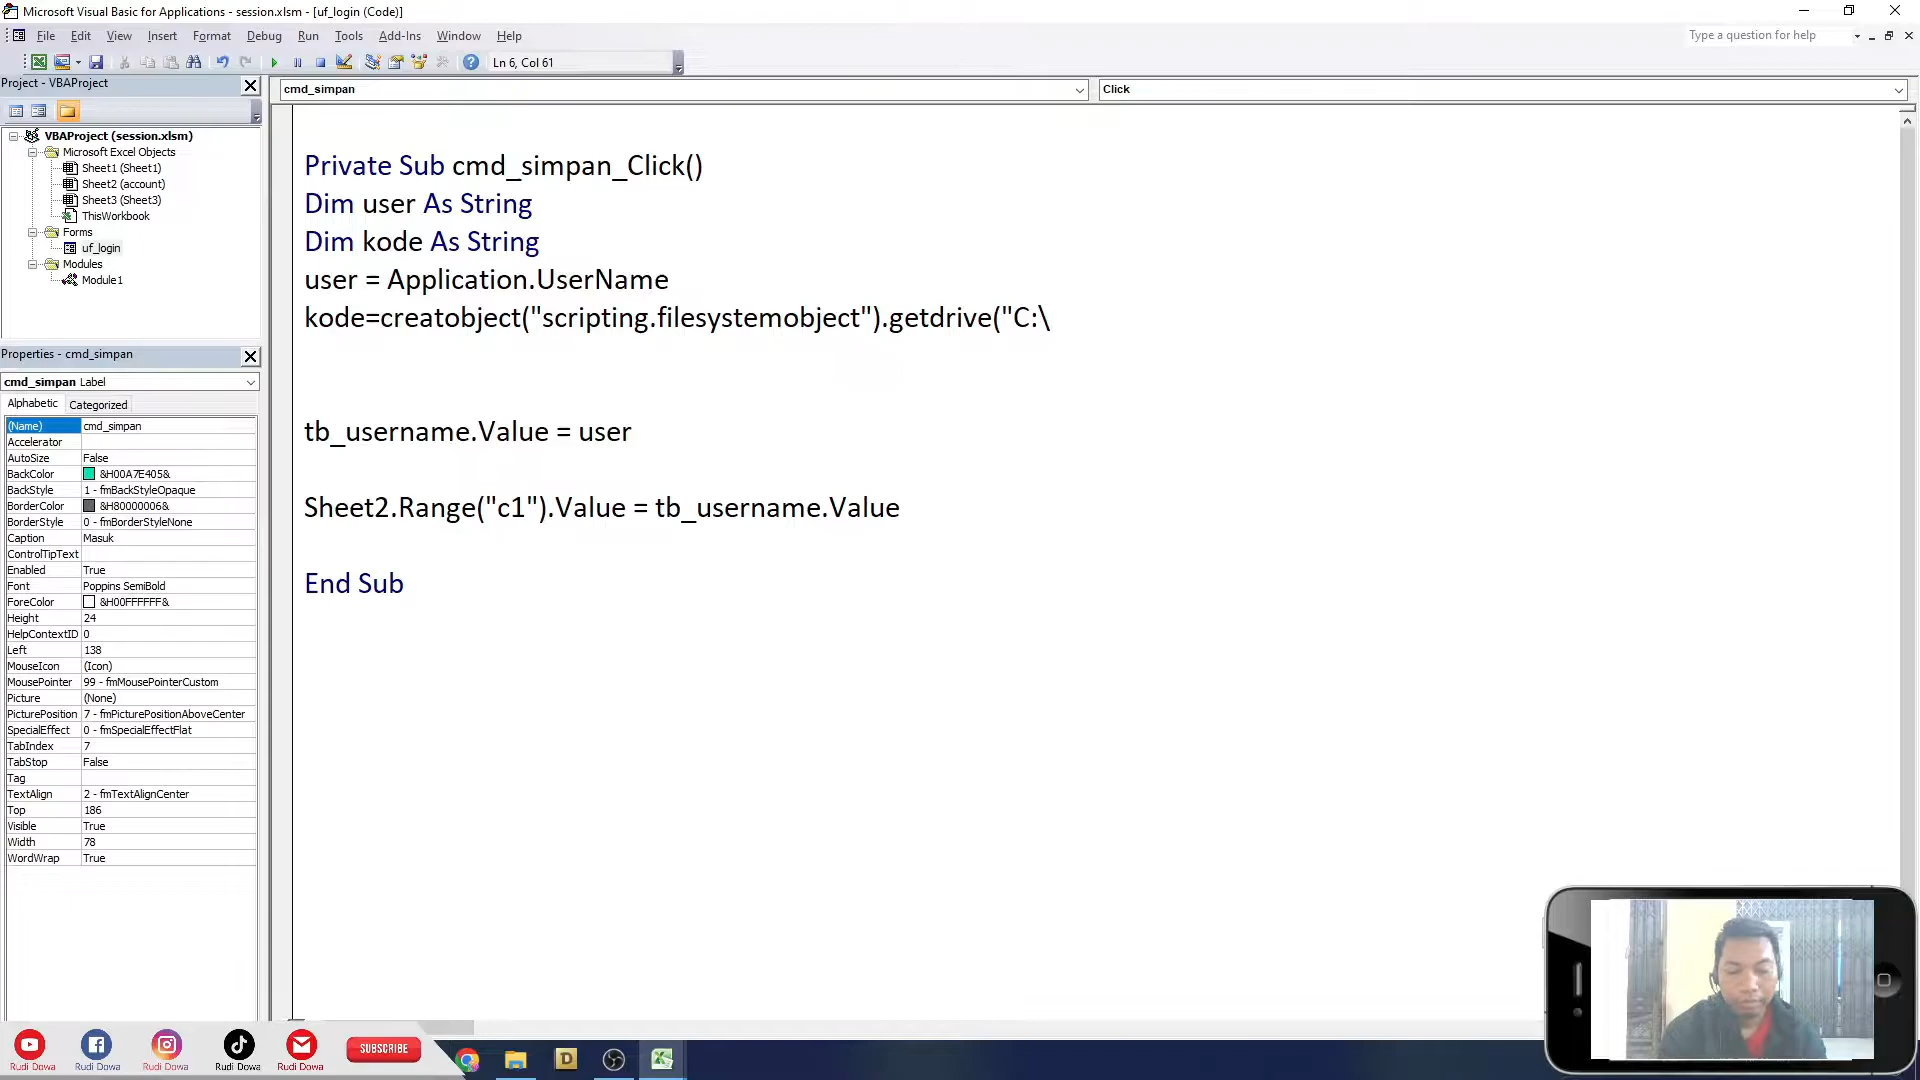 Microsoft Visual Basic for Applications - session.xlsm - [uf_login (Code)]
File Edit View Insert Format Debug Run Tools Add-Ins Window Help
Type a question for help
Ln 6, Col 61
Project - VBAProject
VBAProject (session.xlsm)
Microsoft Excel Objects
Sheet1 (Sheet1)
Sheet2 (account)
Sheet3 (Sheet3)
ThisWorkbook
Forms
uf_login
Modules
Module1
Properties - cmd_simpan
cmd_simpan Label
Alphabetic Categorized
(Name) cmd_simpan
Accelerator
AutoSize False
BackColor &H00A7E405&
BackStyle 1 - fmBackStyleOpaque
BorderColor &H80000006&
BorderStyle 0 - fmBorderStyleNone
Caption Masuk
ControlTipText
Enabled True
Font Poppins SemiBold
ForeColor &H00FFFFFF&
Height 24
HelpContextID 0
Left 138
MouseIcon (Icon)
MousePointer 99 - fmMousePointerCustom
Picture (None)
PicturePosition 7 - fmPicturePositionAboveCenter
SpecialEffect 0 - fmSpecialEffectFlat
TabIndex 7
TabStop False
Tag
TextAlign 2 - fmTextAlignCenter
Top 186
Visible True
Width 78
WordWrap True
cmd_simpan
Click
Private Sub cmd_simpan_Click()
Dim user As String
Dim kode As String
user = Application.UserName
kode=creatobject("scripting.filesystemobject").getdrive("C:\
tb_username.Value = user
Sheet2.Range("c1").Value = tb_username.Value
End Sub
Rudi Dowa Rudi Dowa Rudi Dowa Rudi Dowa Rudi Dowa
SUBSCRIBE
D